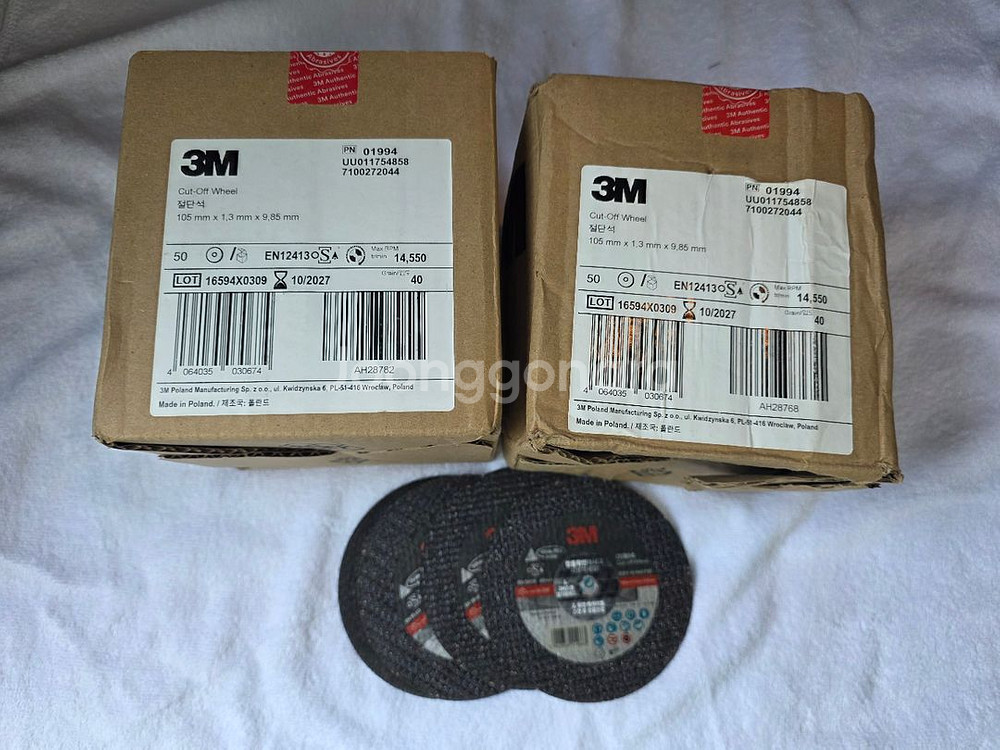 Authentic Abrasives
3M Authentic
3M
PN 01994
UU011754858
7100272044
Cut-Off Wheel
절단석
105 mm x 1,3 mm x 9,85 mm
50
EN12413
Max RPM
tr/min 14,550
LOT 16594X0309 10/2027
40
4 064035 030674
AH28782
3M Poland Manufacturing Sp. z o.o., ul. Kwidzynska 6, PL-51-416 Wroclaw, Poland
Made in Poland. / 제조국: 폴란드
3M Authentic
3M
PN 01994
UU011754858
7100272044
Cut-Off Wheel
절단석
105 mm x 1,3 mm x 9,85 mm
50
EN12413
Max RPM
tr/min 14,550
LOT 16594X0309 10/2027
40
4 064035 030674
AH28768
3M Poland Manufacturing Sp. z o.o., ul. Kwidzynska 6, PL-51-416 Wroclaw, Poland
Made in Poland. / 제조국: 폴란드
joonggonara
3M